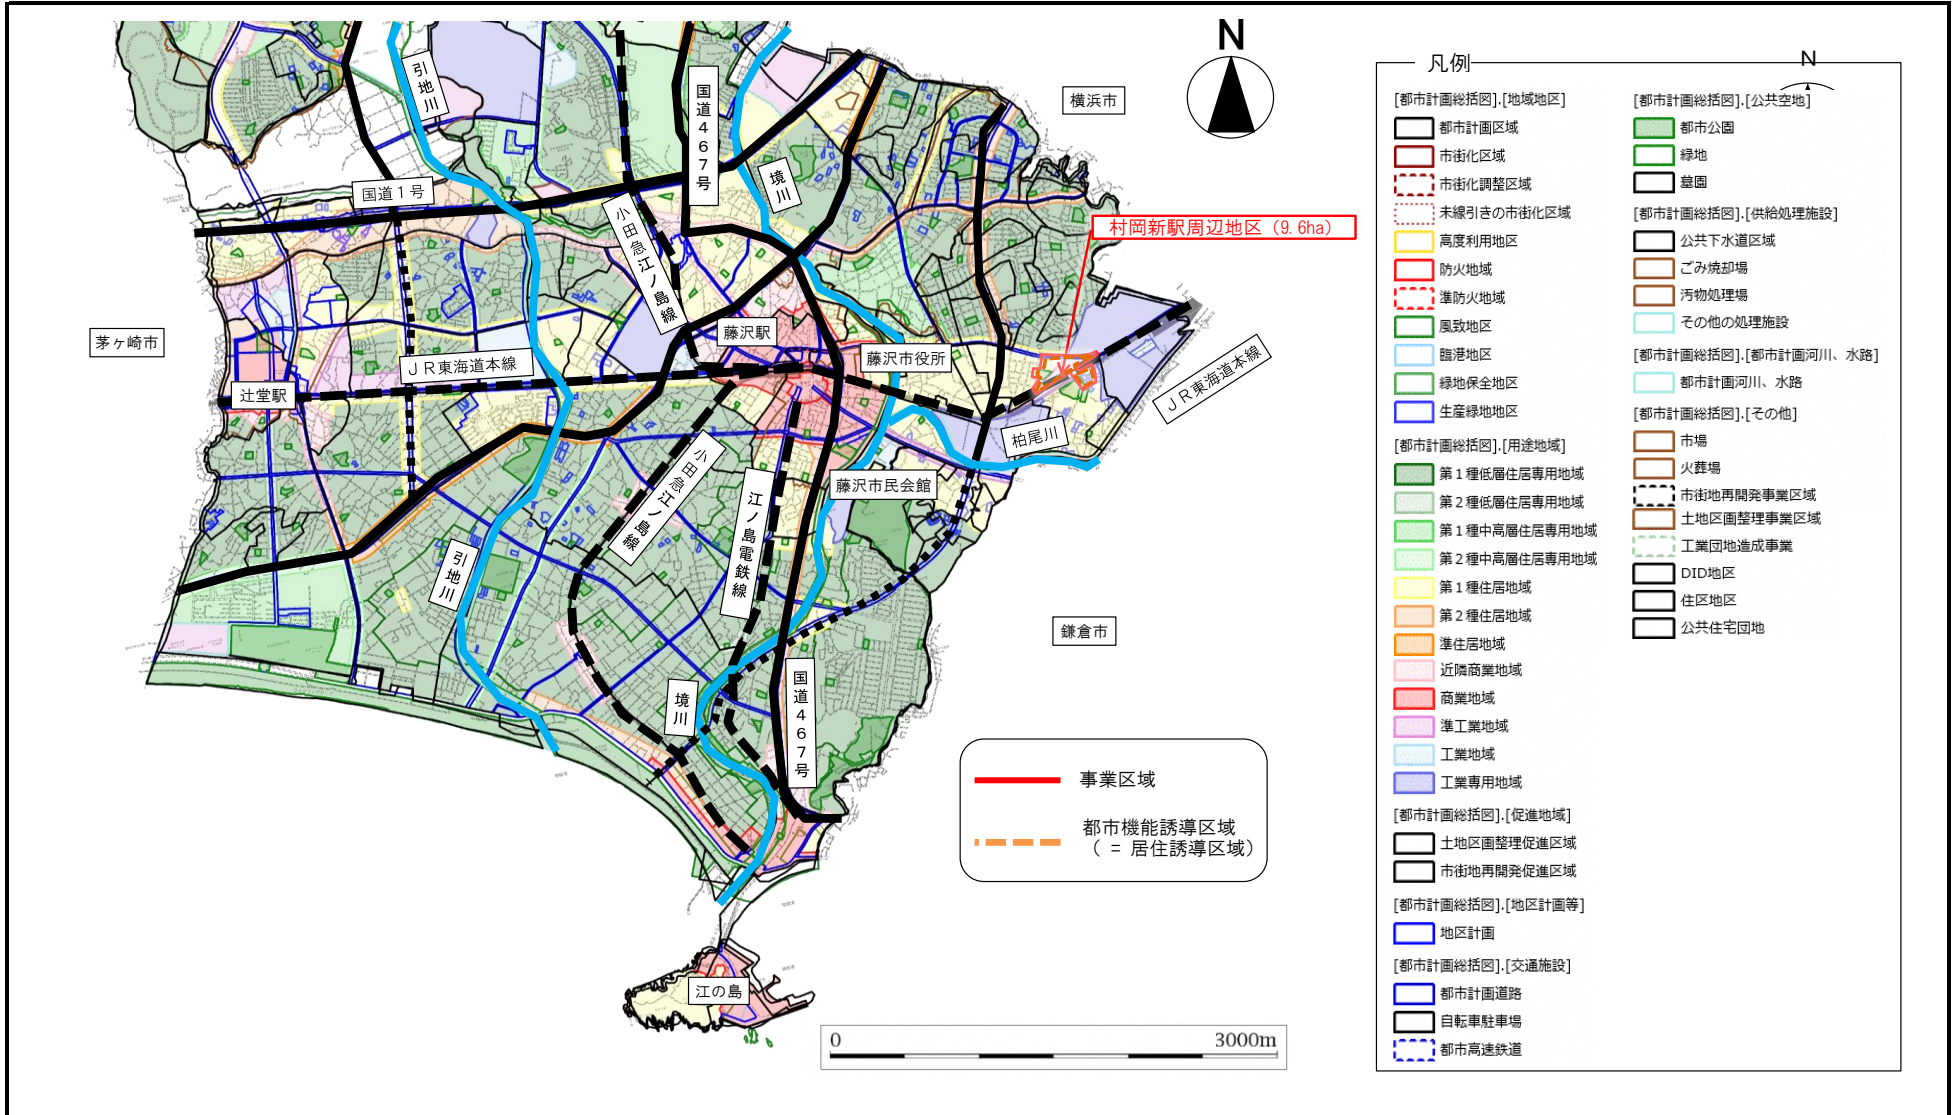 N
横浜市
引地川
国道467号
境川
国道1号
小田急江ノ島線
村岡新駅周辺地区（9.6ha）
茅ヶ崎市
藤沢駅
藤沢市役所
JR東海道本線
辻堂駅
JR東海道本線
柏尾川
小田急江ノ島線
江ノ島電鉄線
藤沢市民会館
引地川
鎌倉市
境川
国道467号
江の島
事業区域
都市機能誘導区域
（ = 居住誘導区域）
0 3000m
凡例
N
[都市計画総括図].[地域地区]
都市計画区域
市街化区域
市街化調整区域
未線引きの市街化区域
高度利用地区
防火地域
準防火地域
風致地区
臨港地区
緑地保全地区
生産緑地地区
[都市計画総括図].[用途地域]
第１種低層住居専用地域
第２種低層住居専用地域
第１種中高層住居専用地域
第２種中高層住居専用地域
第１種住居地域
第２種住居地域
準住居地域
近隣商業地域
商業地域
準工業地域
工業地域
工業専用地域
[都市計画総括図].[促進地域]
土地区画整理促進区域
市街地再開発促進区域
[都市計画総括図].[地区計画等]
地区計画
[都市計画総括図].[交通施設]
都市計画道路
自転車駐車場
都市高速鉄道
[都市計画総括図].[公共空地]
都市公園
緑地
墓園
[都市計画総括図].[供給処理施設]
公共下水道区域
ごみ焼却場
汚物処理場
その他の処理施設
[都市計画総括図].[都市計画河川、水路]
都市計画河川、水路
[都市計画総括図].[その他]
市場
火葬場
市街地再開発事業区域
土地区画整理事業区域
工業団地造成事業
DID地区
住区地区
公共住宅団地